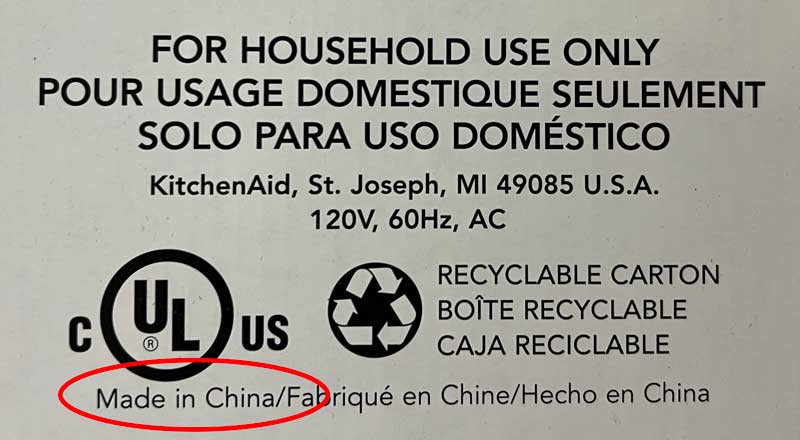 FOR HOUSEHOLD USE ONLY
POUR USAGE DOMESTIQUE SEULEMENT
SOLO PARA USO DOMÉSTICO
KitchenAid, St. Joseph, MI 49085 U.S.A.
120V, 60Hz, AC
C UL ® US
RECYCLABLE CARTON
BOÎTE RECYCLABLE
CAJA RECICLABLE
Made in China/Fabriqué en Chine/Hecho en China